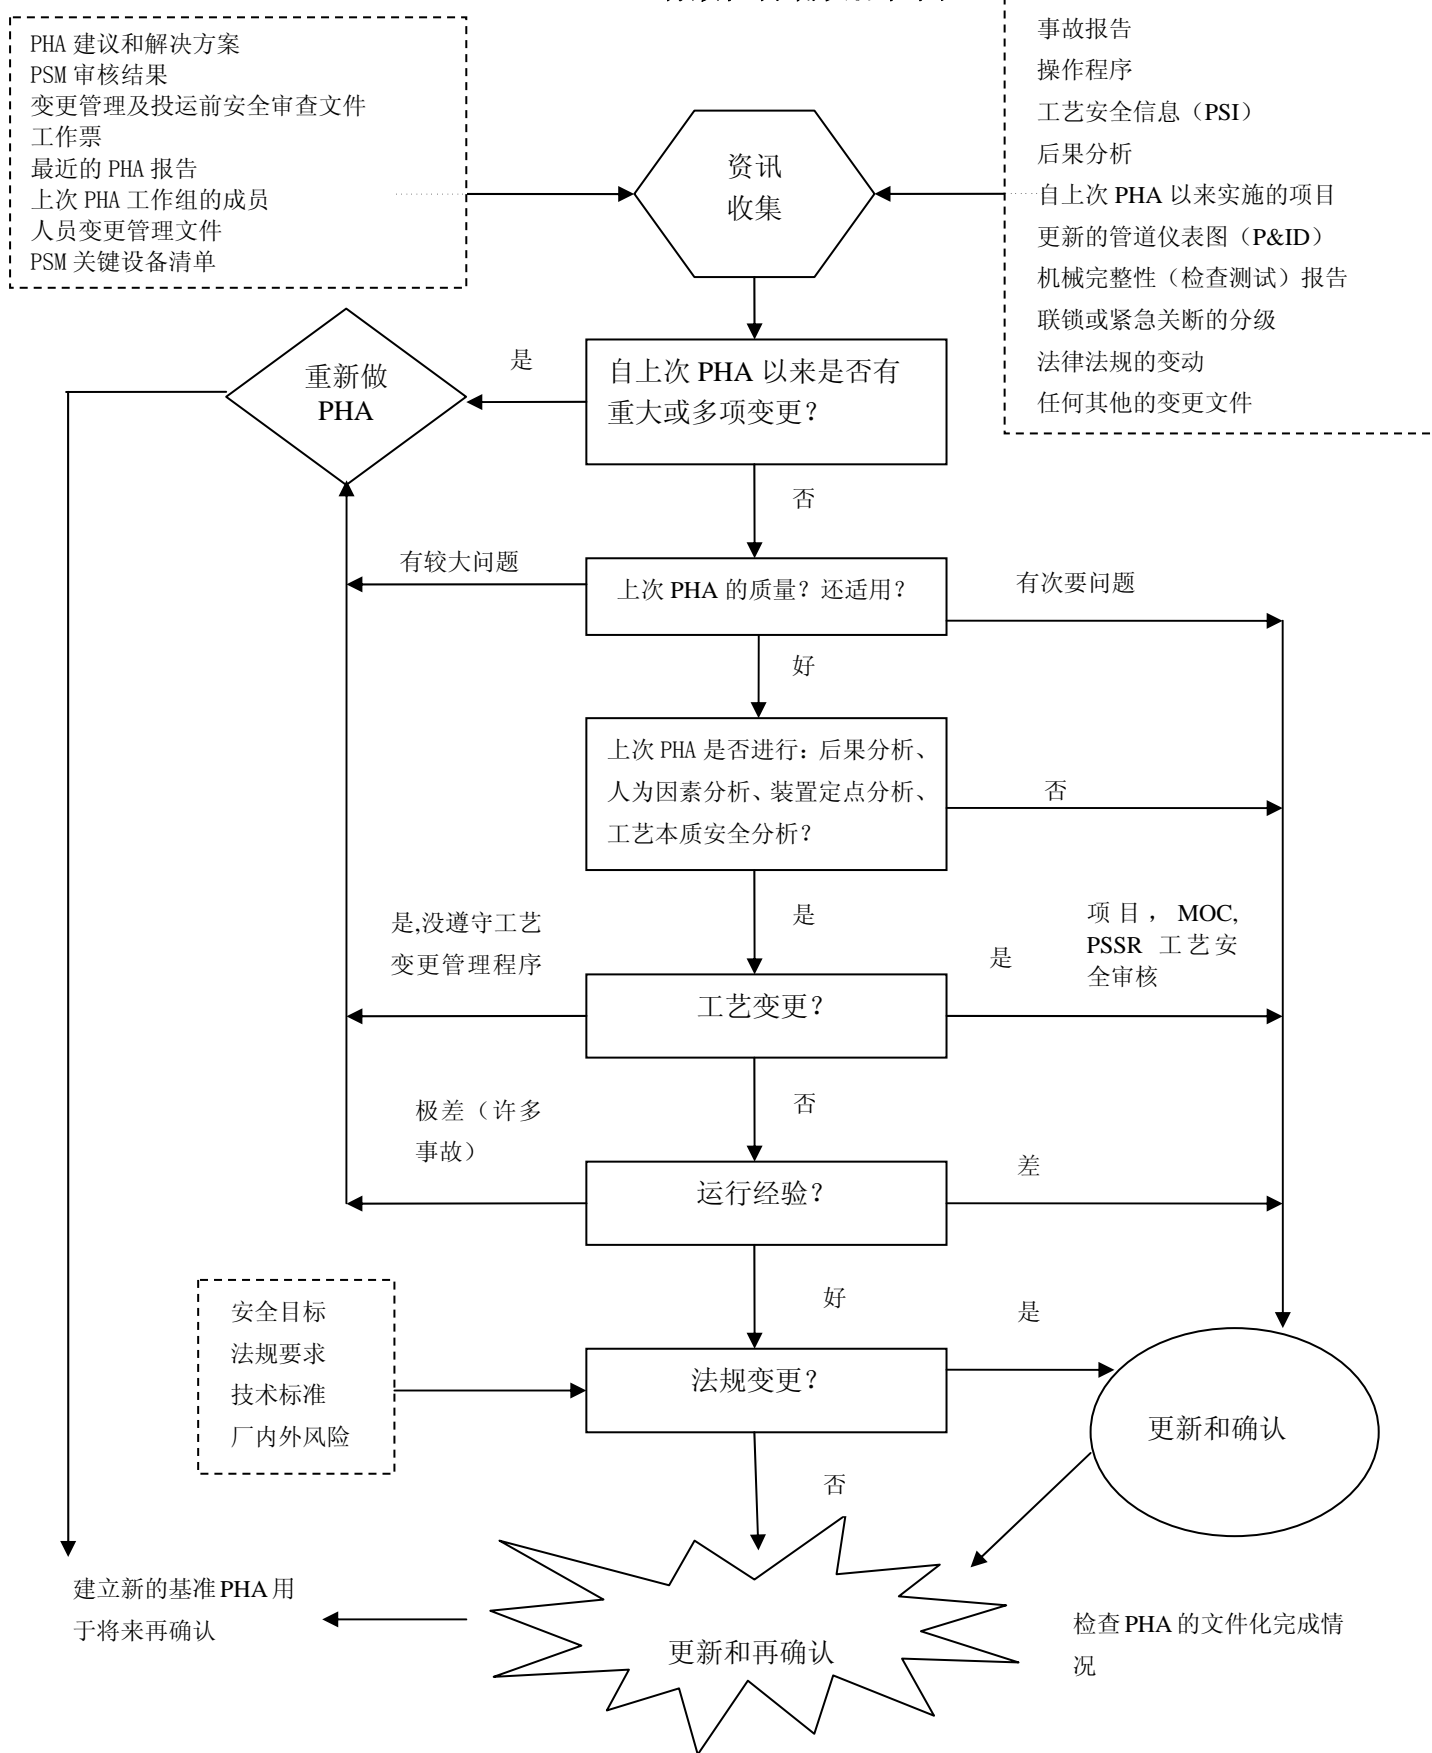 PHA 建议和解决方案
PSM 审核结果
变更管理及投运前安全审查文件
工作票
最近的 PHA 报告
上次 PHA 工作组的成员
人员变更管理文件
PSM 关键设备清单
事故报告
操作程序
工艺安全信息（PSI）
后果分析
自上次 PHA 以来实施的项目
更新的管道仪表图（P&ID）
机械完整性（检查测试）报告
联锁或紧急关断的分级
法律法规的变动
任何其他的变更文件
资讯
收集
重新做
PHA
是
自上次 PHA 以来是否有
重大或多项变更？
否
有较大问题
上次 PHA 的质量？还适用？
有次要问题
好
上次 PHA 是否进行：后果分析、
人为因素分析、装置定点分析、
工艺本质安全分析？
否
是,没遵守工艺
变更管理程序
是
是
项目，MOC,
PSSR 工艺安
全审核
工艺变更？
极差（许多
事故）
否
运行经验？
差
好
是
安全目标
法规要求
技术标准
厂内外风险
法规变更？
更新和确认
否
建立新的基准 PHA 用
于将来再确认
更新和再确认
检查 PHA 的文件化完成情
况